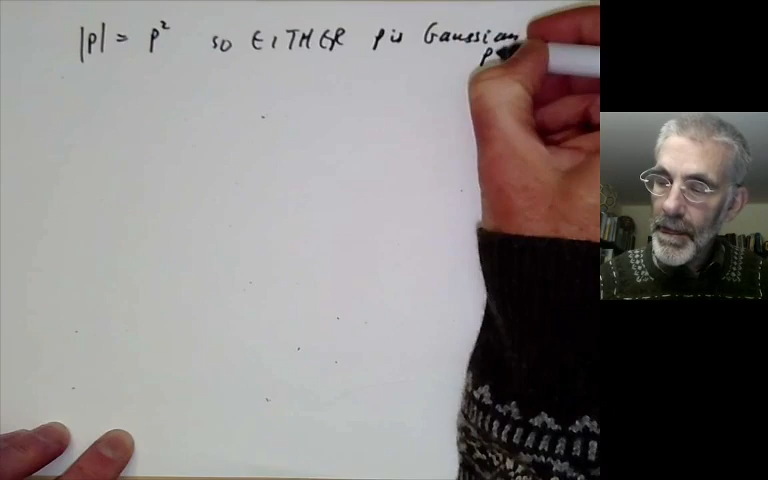 |p| = p² so EITHER p is Gaussian
p